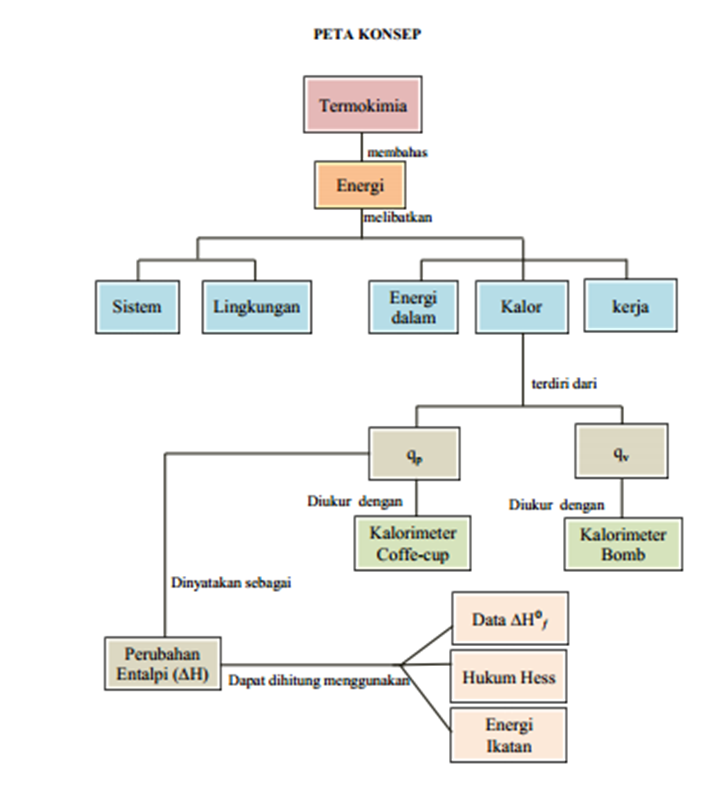 PETA KONSEP
Termokimia
membahas
Energi
melibatkan
Sistem
Lingkungan
Energi
dalam
Kalor
kerja
terdiri dari
qₚ
qᵥ
Diukur dengan
Diukur dengan
Kalorimeter
Coffe-cup
Kalorimeter
Bomb
Dinyatakan sebagai
Data ΔH°f
Perubahan
Entalpi (ΔH)
Dapat dihitung menggunakan
Hukum Hess
Energi
Ikatan